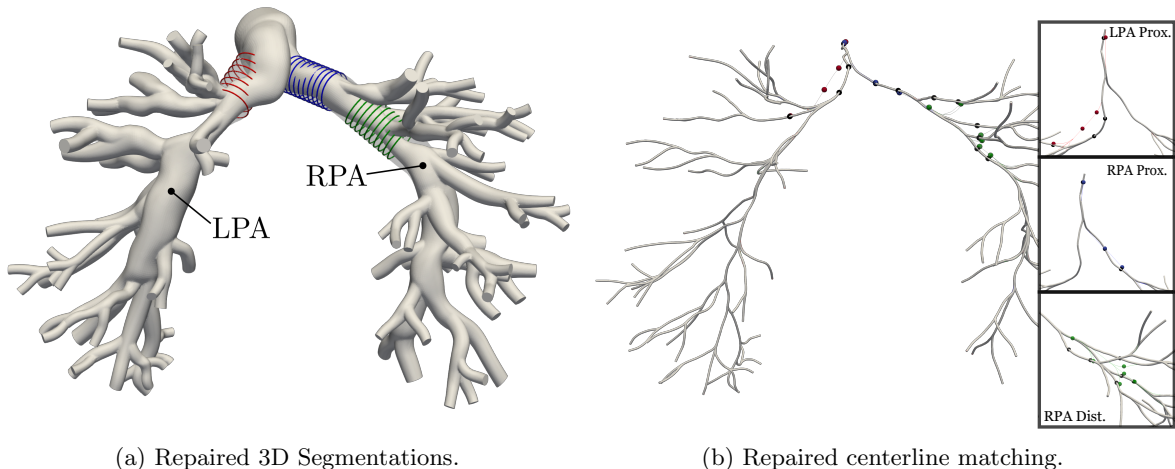 RPA
LPA
LPA Prox.
RPA Prox.
RPA Dist.
(a) Repaired 3D Segmentations.
(b) Repaired centerline matching.